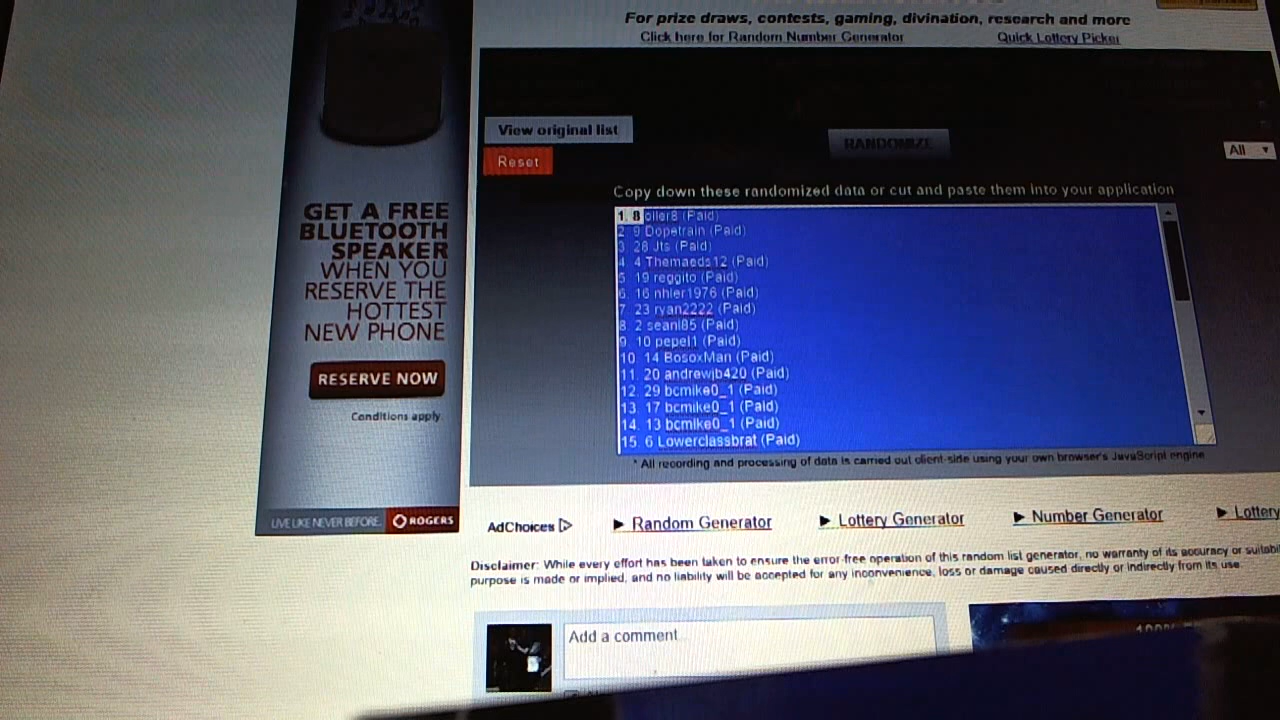 For prize draws, contests, gaming, divination, research and more
Click here for Random Number Generator
Quick Lottery Picker
View original list
RANDOMIZE
Reset
All
Copy down these randomized data or cut and paste them into your application
1. 8 oiler8 (Paid)
2 9 Dopetrain (Paid)
3 28 Jts (Paid)
4 4 Themaeds12 (Paid)
5 19 reggito (Paid)
6. 16 nhler1976 (Paid)
7 23 ryan2222 (Paid)
8. 2 seanl85 (Paid)
9. 10 pepel1 (Paid)
10. 14 BosoxMan (Paid)
11. 20 andrewjb420 (Paid)
12. 29 bcmike0_1 (Paid)
13. 17 bcmike0_1 (Paid)
14. 13 bcmike0_1 (Paid)
15. 6 Lowerclassbrat (Paid)
* All recording and processing of data is carried out client-side using your own browser's JavaScript engine
GET A FREE
BLUETOOTH
SPEAKER
WHEN YOU
RESERVE THE
HOTTEST
NEW PHONE
RESERVE NOW
Conditions apply.
LIVE LIKE NEVER BEFORE.
ROGERS
AdChoices
Random Generator
Lottery Generator
Number Generator
Lottery
Disclaimer: While every effort has been taken to ensure the error-free operation of this random list generator, no warranty of its accuracy or
purpose is made or implied, and no liability will be accepted for any inconvenience, loss or damage caused directly or indirectly from its use.
Add a comment